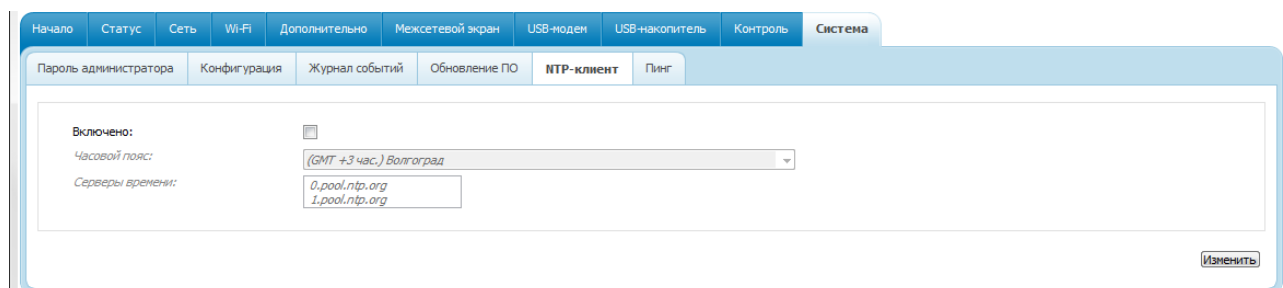 Начало Статус Сеть Wi-Fi Дополнительно Межсетевой экран USB-модем USB-накопитель Контроль Система
Пароль администратора Конфигурация Журнал событий Обновление ПО NTP-клиент Пинг
Включено:
Часовой пояс: (GMT +3 час.) Волгоград
Серверы времени: 0.pool.ntp.org
1.pool.ntp.org
Изменить